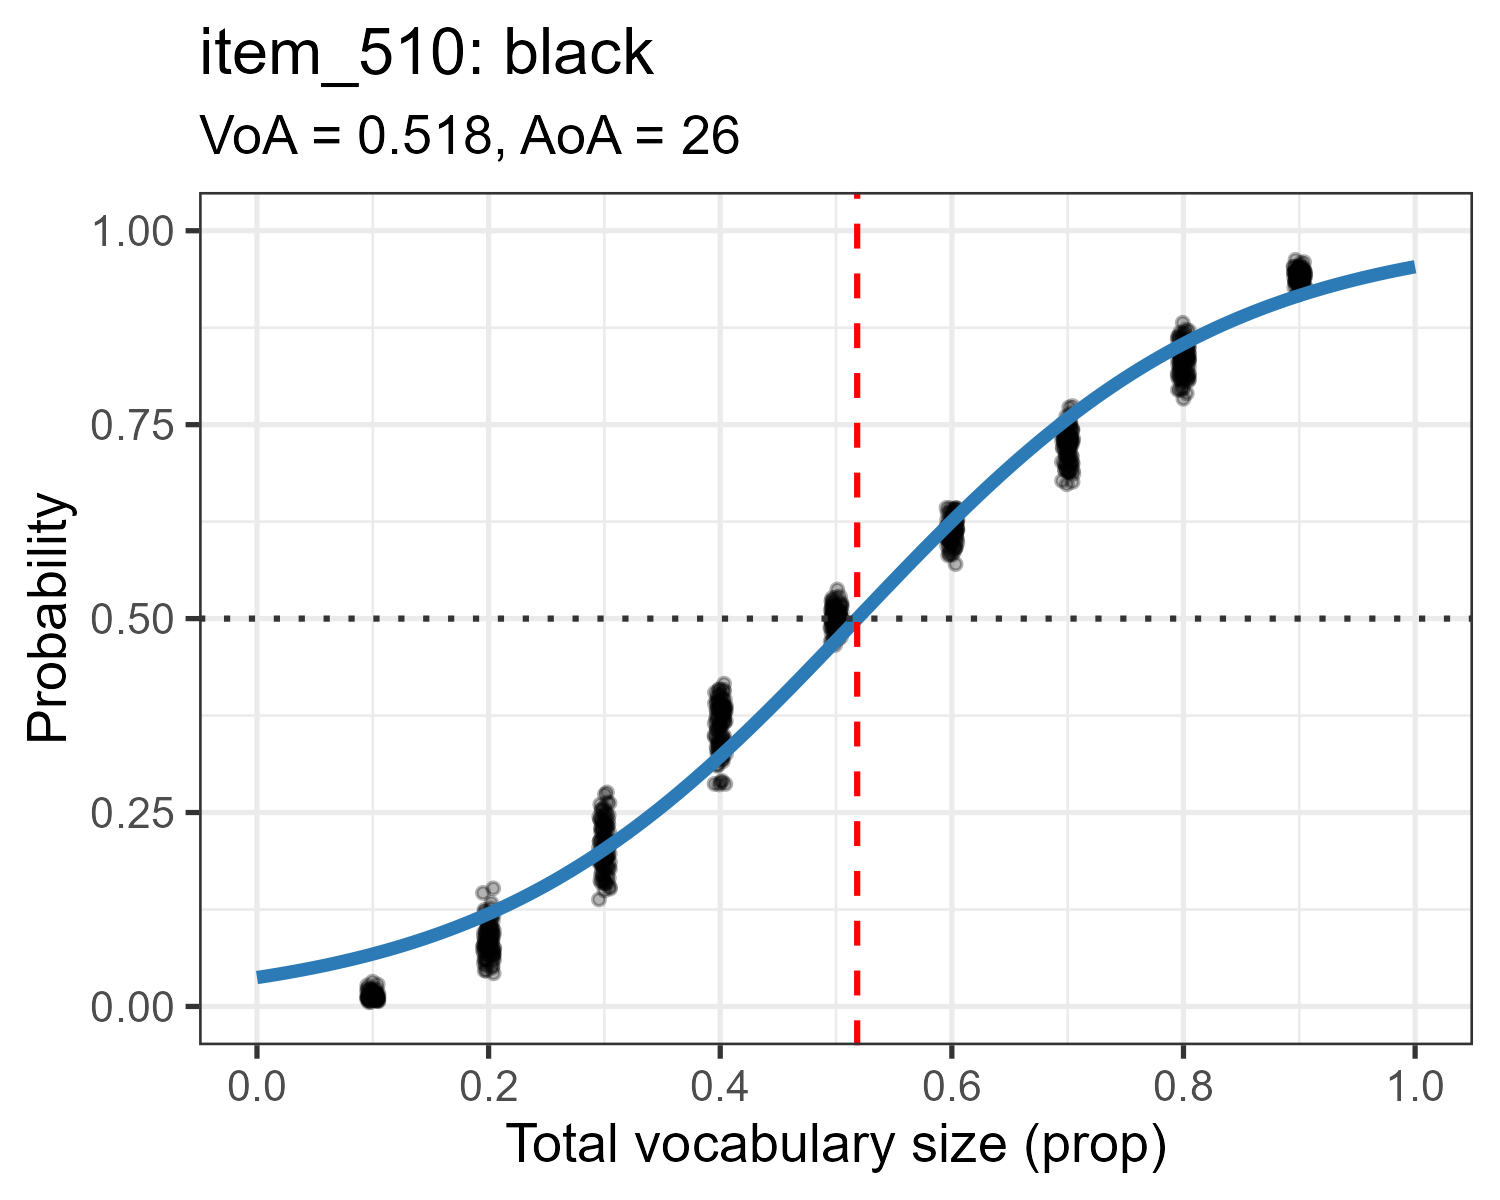 item_510: black
VoA = 0.518, AoA = 26
Probability
1.00
0.75
0.50
0.25
0.00
0.0 0.2 0.4 0.6 0.8 1.0
Total vocabulary size (prop)